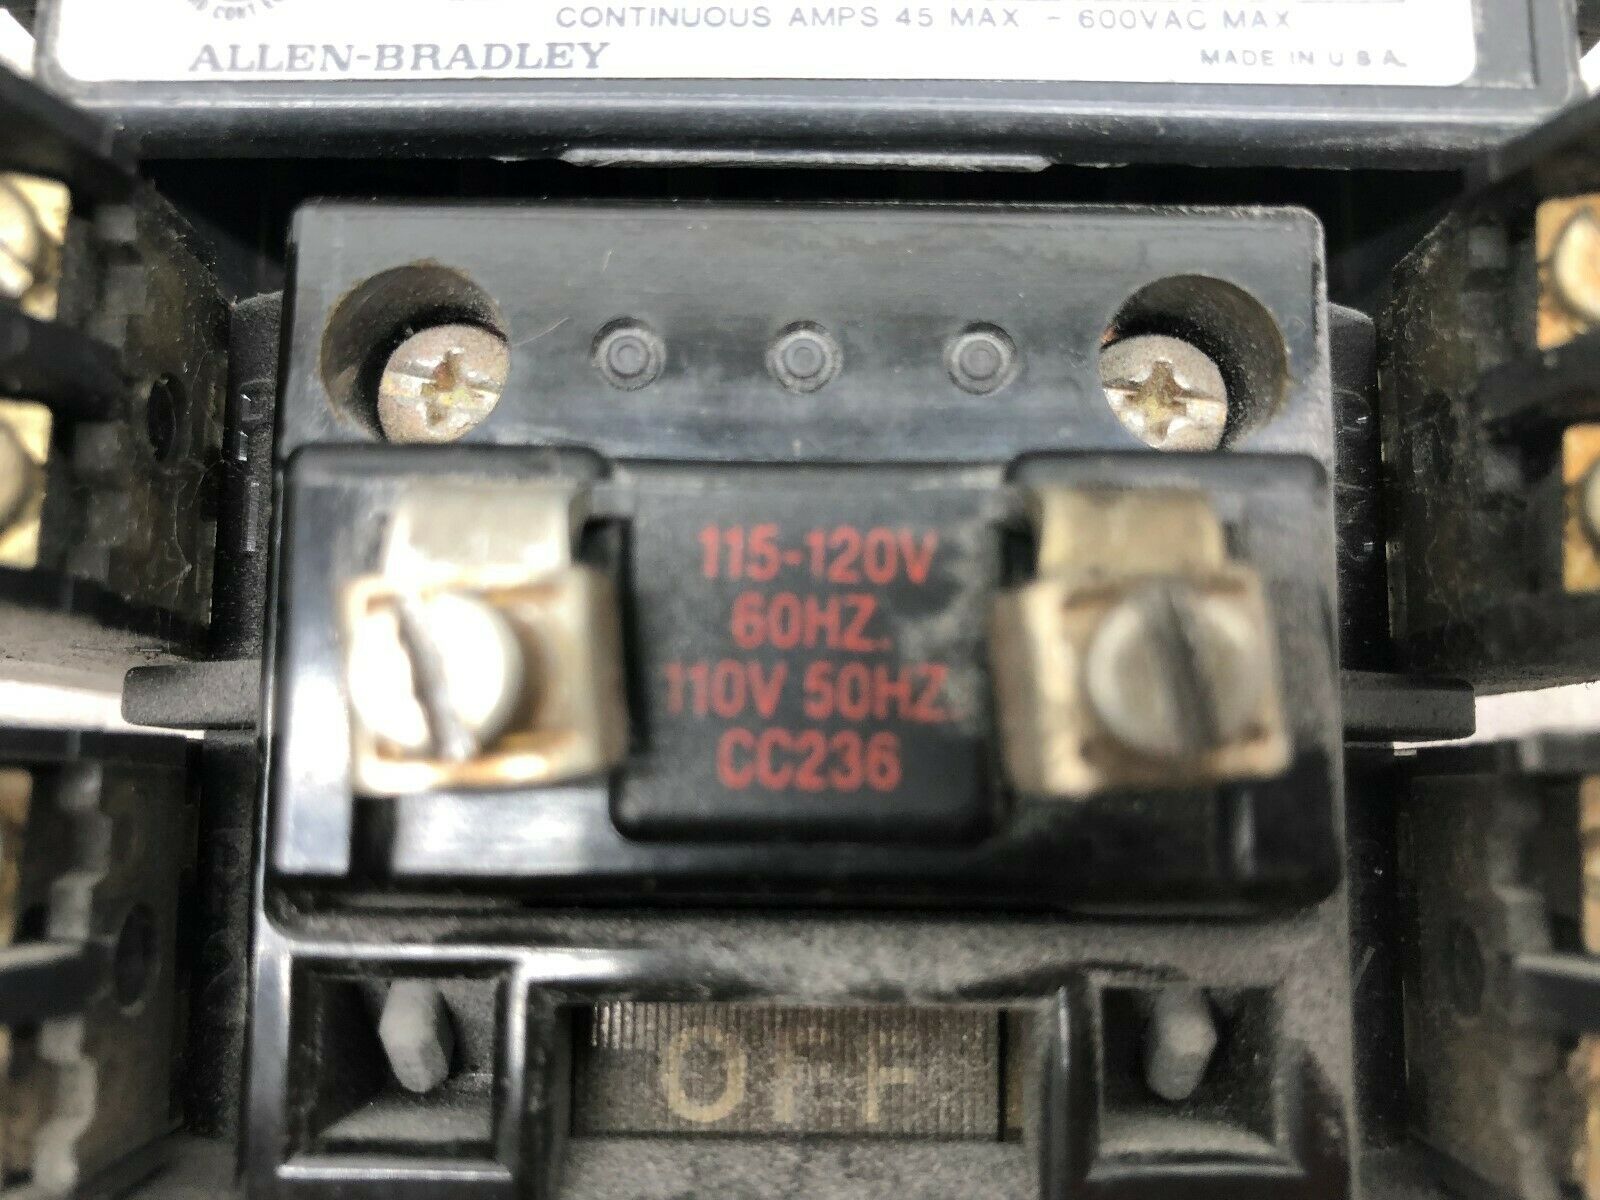 CONTINUOUS AMPS 45 MAX. - 600VAC MAX
ALLEN-BRADLEY
MADE IN U.S.A.
115-120V
60HZ.
110V 50HZ.
CC236
OFF